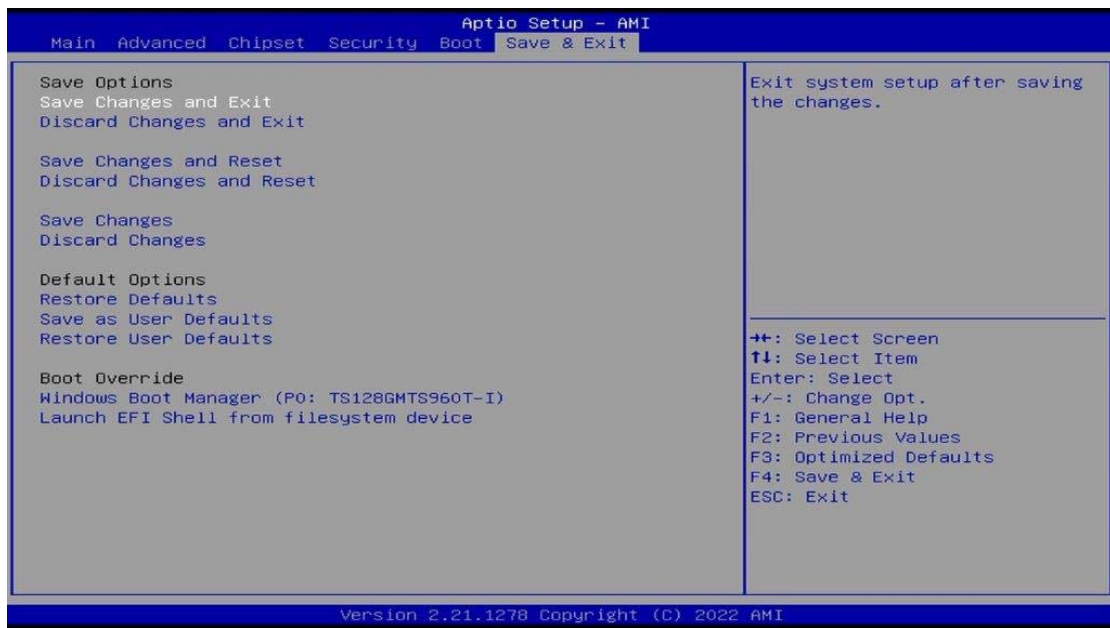 Aptio Setup - AMI
Main Advanced Chipset Security Boot Save & Exit
Save Options
Save Changes and Exit
Discard Changes and Exit
Save Changes and Reset
Discard Changes and Reset
Save Changes
Discard Changes
Default Options
Restore Defaults
Save as User Defaults
Restore User Defaults
Boot Override
Windows Boot Manager (P0: TS128GMTS960T-I)
Launch EFI Shell from filesystem device
Exit system setup after saving
the changes.
→←: Select Screen
↑↓: Select Item
Enter: Select
+/-: Change Opt.
F1: General Help
F2: Previous Values
F3: Optimized Defaults
F4: Save & Exit
ESC: Exit
Version 2.21.1278 Copyright (C) 2022 AMI